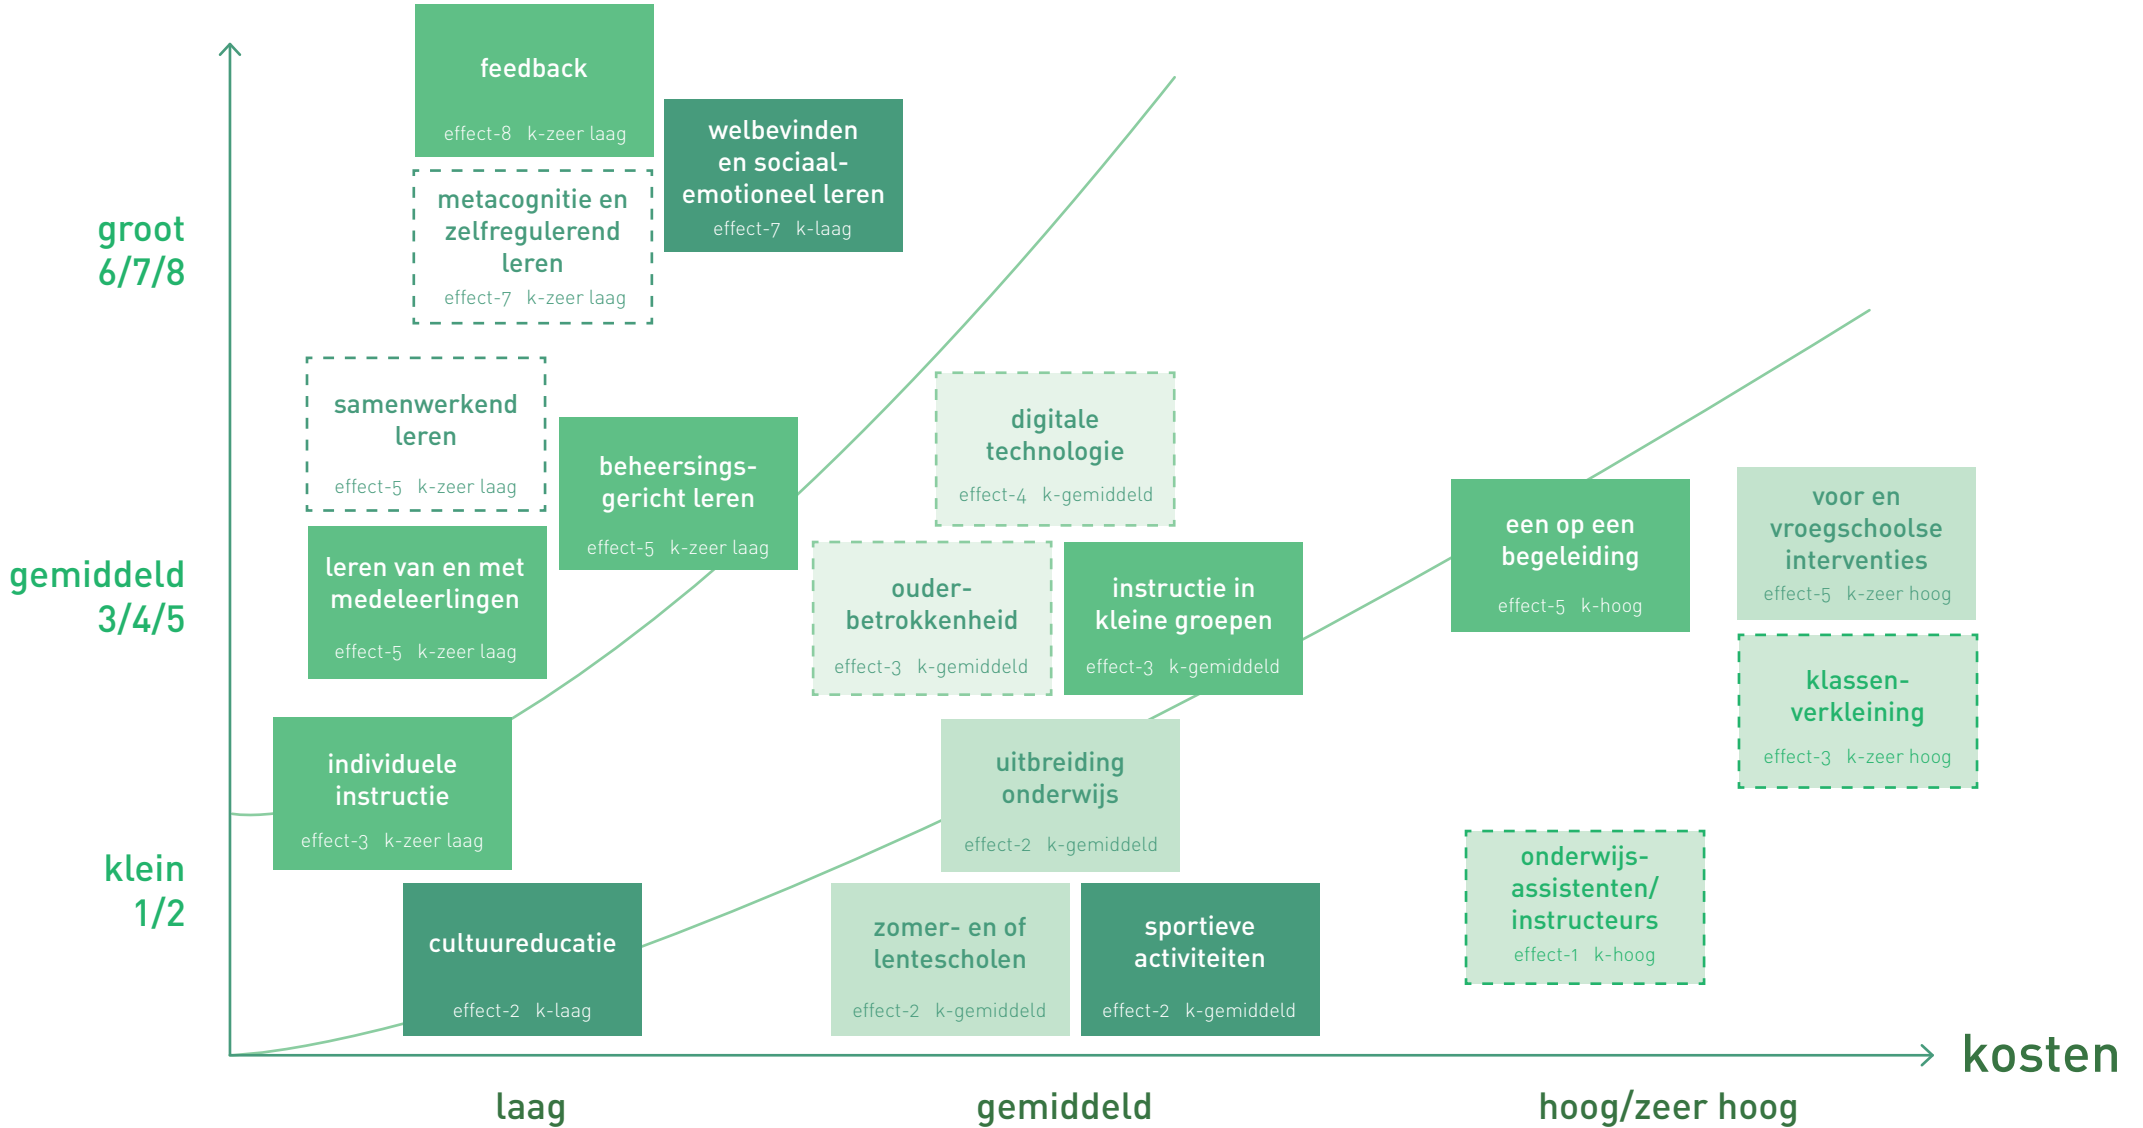 feedback
effect-8 k-zeer laag
welbevinden
en sociaal-
emotioneel leren
effect-7 k-laag
metacognitie en
zelfregulerend
leren
effect-7 k-zeer laag
groot
6/7/8
samenwerkend
leren
effect-5 k-zeer laag
beheersings-
gericht leren
effect-5 k-zeer laag
digitale
technologie
effect-4 k-gemiddeld
een op een
begeleiding
effect-5 k-hoog
voor en
vroegschoolse
interventies
effect-5 k-zeer hoog
gemiddeld
3/4/5
leren van en met
medeleerlingen
effect-5 k-zeer laag
ouder-
betrokkenheid
effect-3 k-gemiddeld
instructie in
kleine groepen
effect-3 k-gemiddeld
klassen-
verkleining
effect-3 k-zeer hoog
individuele
instructie
effect-3 k-zeer laag
uitbreiding
onderwijs
effect-2 k-gemiddeld
klein
1/2
cultuureducatie
effect-2 k-laag
zomer- en of
lentescholen
effect-2 k-gemiddeld
sportieve
activiteiten
effect-2 k-gemiddeld
onderwijs-
assistenten/
instructeurs
effect-1 k-hoog
kosten
laag
gemiddeld
hoog/zeer hoog